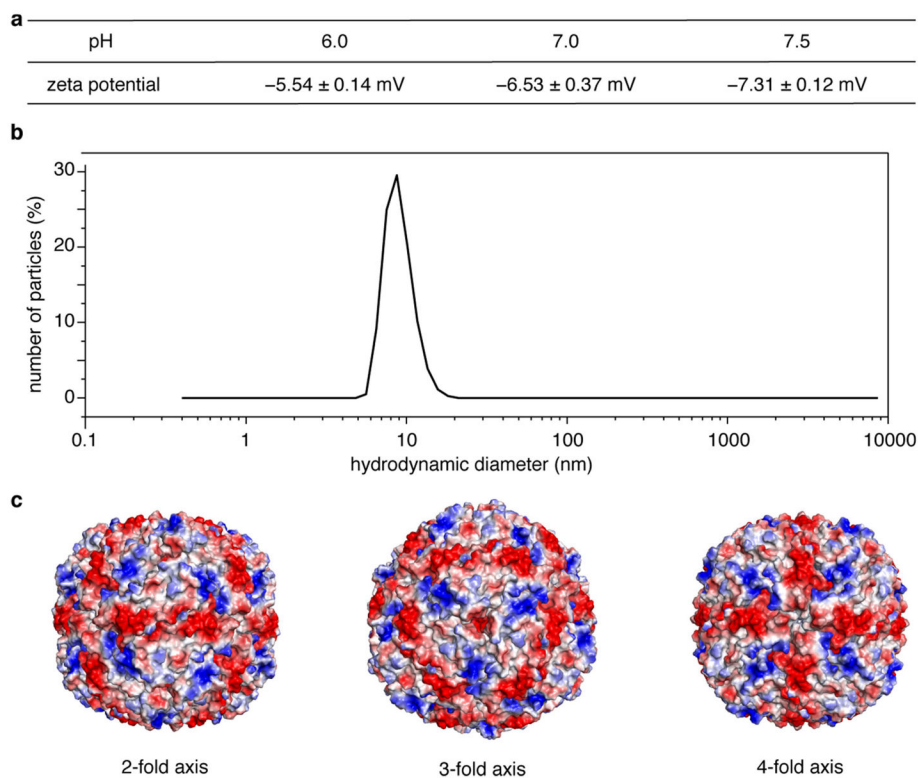 a
pH 6.0 7.0 7.5
zeta potential −5.54 ± 0.14 mV −6.53 ± 0.37 mV −7.31 ± 0.12 mV
b
number of particles (%)
30
20
10
0
0.1 1 10 100 1000 10000
hydrodynamic diameter (nm)
c
2-fold axis 3-fold axis 4-fold axis